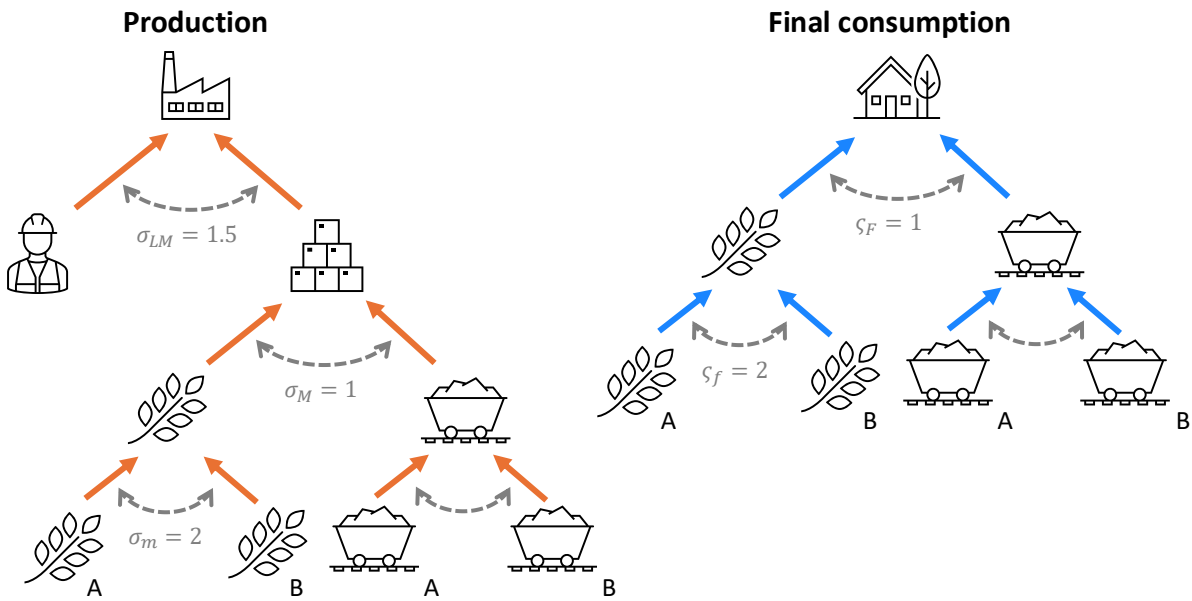 Production
Final consumption
σ_LM = 1.5
ς_F = 1
σ_M = 1
ς_f = 2
A
B
A
B
σ_m = 2
A
B
A
B